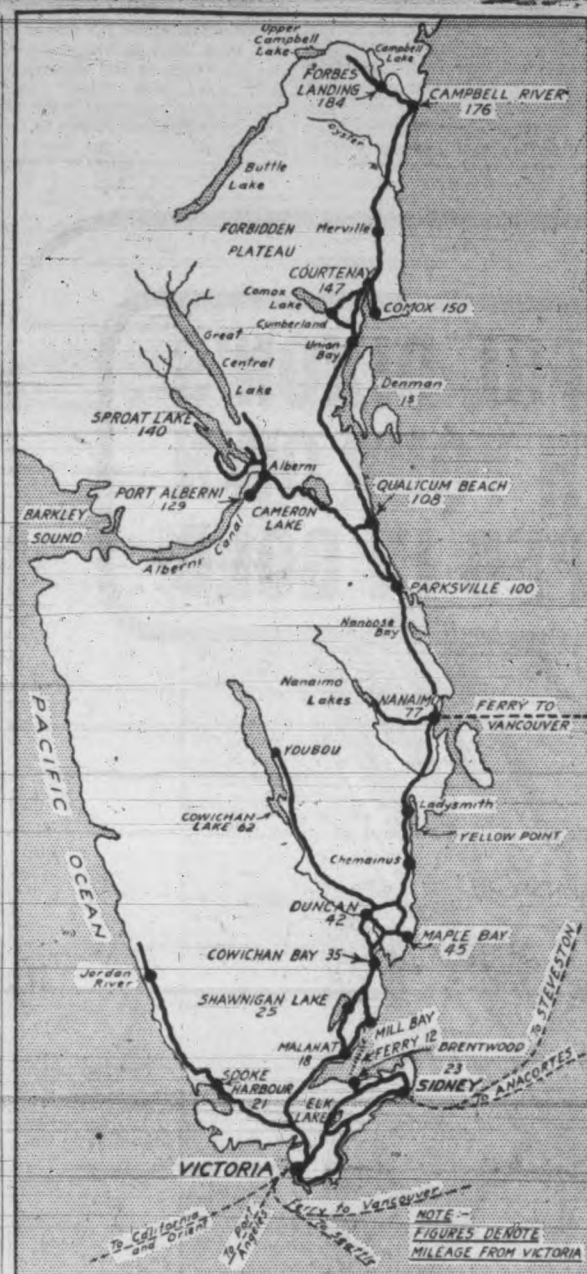 Upper
Campbell
Lake
Campbell
Lake
FORBES
LANDING
184
CAMPBELL RIVER
176
Oyster
Buttle
Lake
FORBIDDEN
PLATEAU
Merville
COURTENAY
147
Comox
Lake
COMOX 150
Cumberland
Union
Bay
Great
Central
Lake
Denman
Is
SPROAT LAKE
140
Alberni
PORT ALBERNI
129
QUALICUM BEACH
108
CAMERON
LAKE
BARKLEY
SOUND
Alberni Canal
PARKSVILLE 100
Nanoose
Bay
Nanaimo
Lakes
NANAIMO
77
FERRY TO
VANCOUVER
PACIFIC
OCEAN
YOUBOU
Ladysmith
COWICHAN
LAKE 62
YELLOW POINT
Chemainus
DUNCAN
42
MAPLE BAY
45
COWICHAN BAY 35
Jordan
River
SHAWNIGAN LAKE
25
TO STEVESTON
MILL BAY
FERRY 12
MALAHAT
18
BRENTWOOD
23
SIDNEY
TO ANACORTES
SOOKE
HARBOUR
21
ELK
LAKE
VICTORIA
Ferry to Vancouver
To California
and Orient
To Port
Angeles
To Seattle
NOTE :-
FIGURES DENOTE
MILEAGE FROM VICTORIA